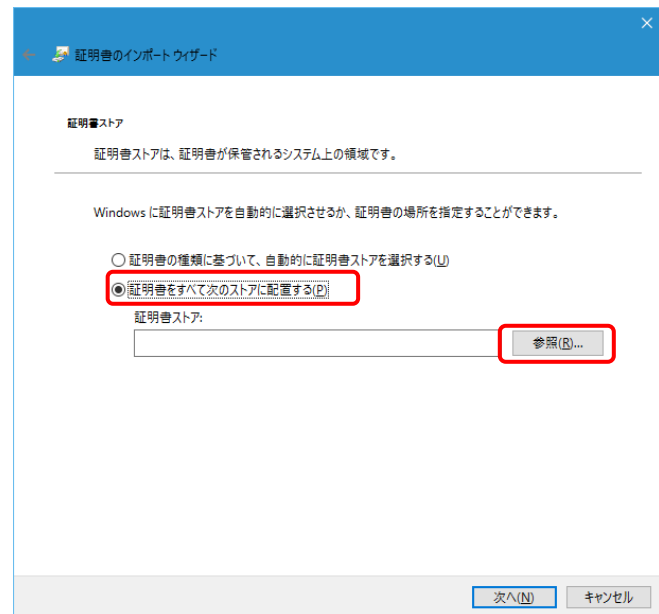 証明書のインポート ウィザード
証明書ストア
証明書ストアは、証明書が保管されるシステム上の領域です。
Windows に証明書ストアを自動的に選択させるか、証明書の場所を指定することができます。
証明書の種類に基づいて、自動的に証明書ストアを選択する(U)
証明書をすべて次のストアに配置する(P)
証明書ストア:
参照(R)...
次へ(N) キャンセル